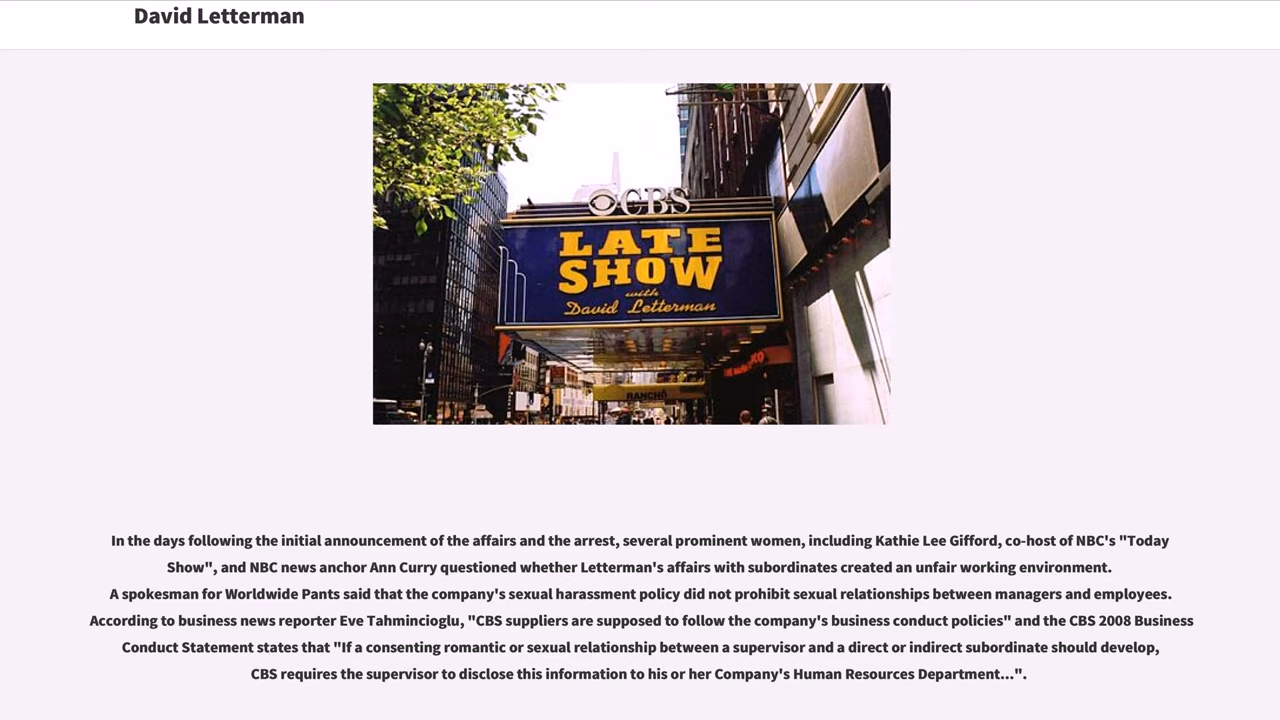 David Letterman
CBS
LATE
SHOW
with
David Letterman
RANCHO
In the days following the initial announcement of the affairs and the arrest, several prominent women, including Kathie Lee Gifford, co-host of NBC's "Today
Show", and NBC news anchor Ann Curry questioned whether Letterman's affairs with subordinates created an unfair working environment.
A spokesman for Worldwide Pants said that the company's sexual harassment policy did not prohibit sexual relationships between managers and employees.
According to business news reporter Eve Tahmincioglu, "CBS suppliers are supposed to follow the company's business conduct policies" and the CBS 2008 Business
Conduct Statement states that "If a consenting romantic or sexual relationship between a supervisor and a direct or indirect subordinate should develop,
CBS requires the supervisor to disclose this information to his or her Company's Human Resources Department...".